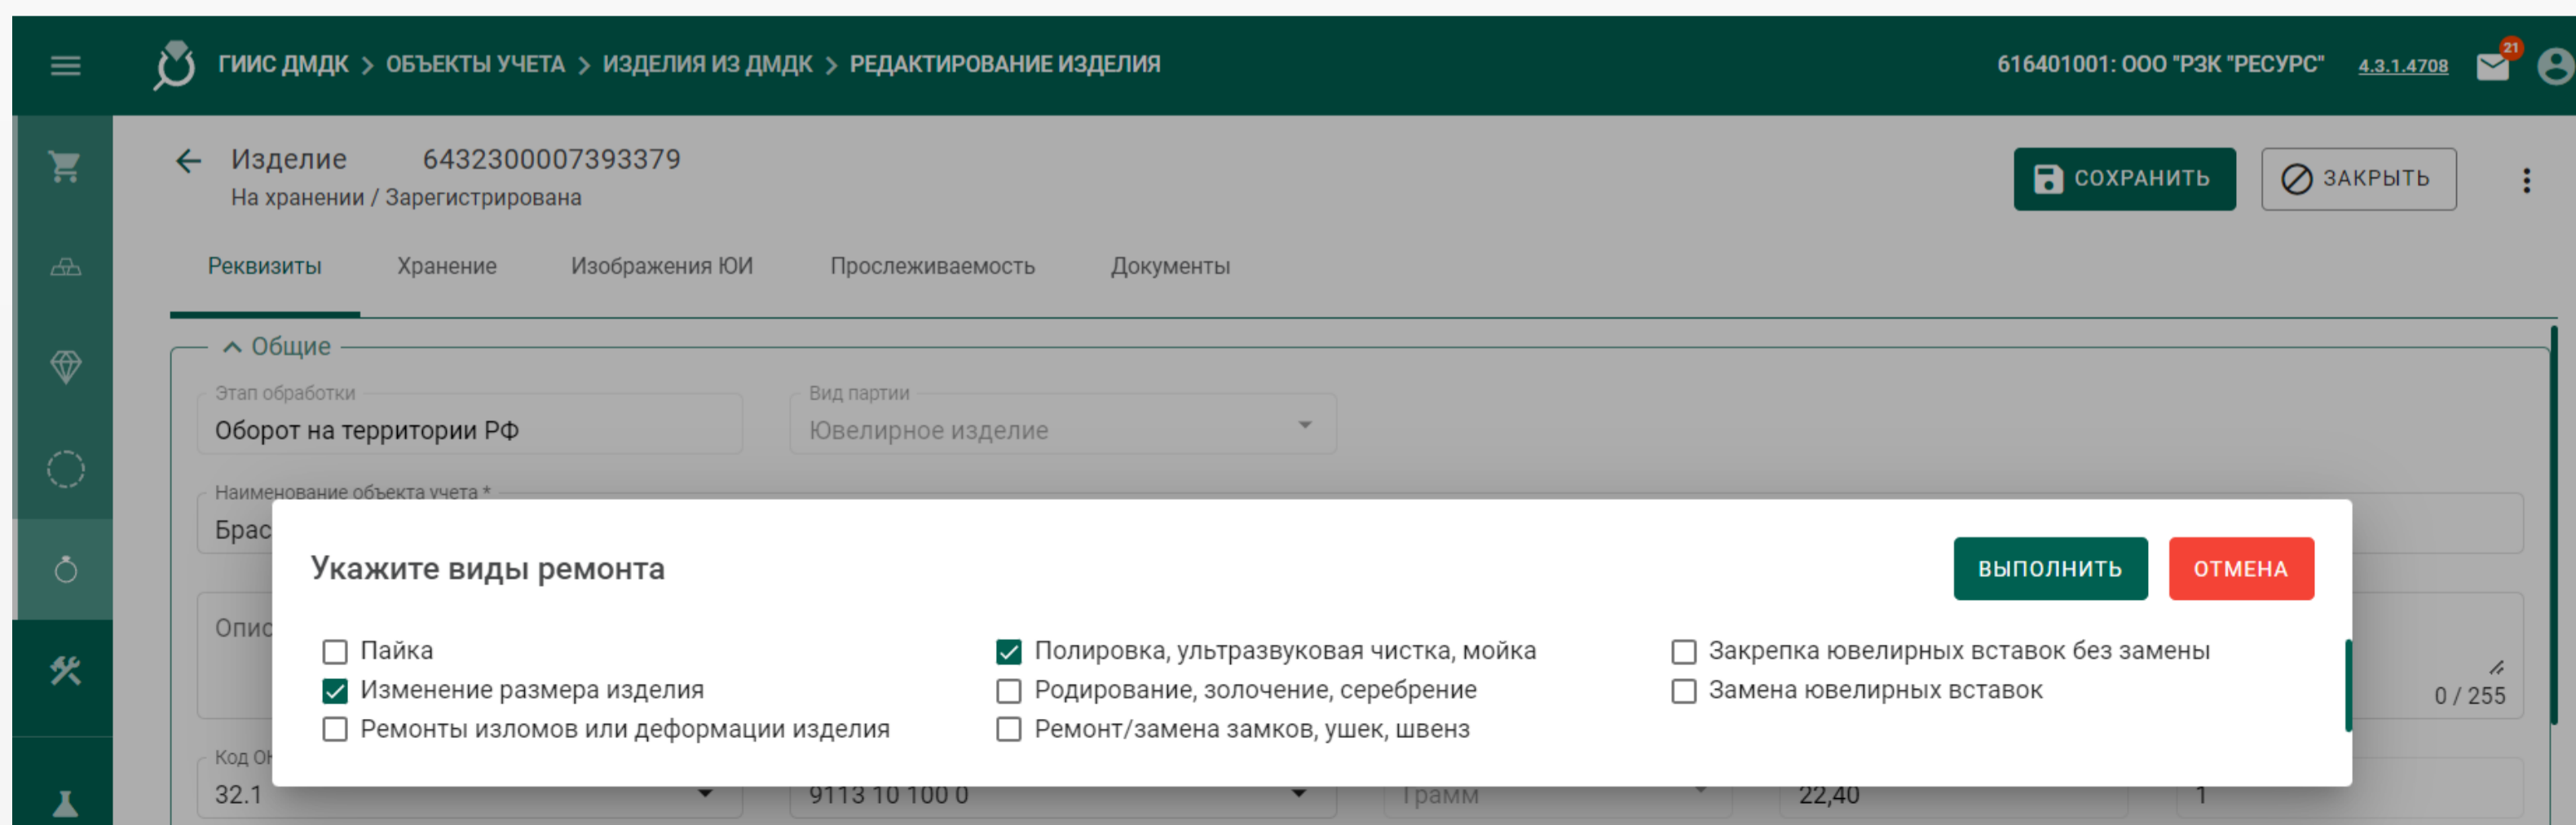 ГИИС ДМДК > ОБЪЕКТЫ УЧЕТА > ИЗДЕЛИЯ ИЗ ДМДК > РЕДАКТИРОВАНИЕ ИЗДЕЛИЯ
616401001: ООО "РЗК "РЕСУРС" 4.3.1.4708 21
Изделие 6432300007393379
На хранении / Зарегистрирована
СОХРАНИТЬ ЗАКРЫТЬ
Реквизиты Хранение Изображения ЮИ Прослеживаемость Документы
Общие
Этап обработки Вид партии
Оборот на территории РФ Ювелирное изделие
Наименование объекта учета *
Брас
Укажите виды ремонта ВЫПОЛНИТЬ ОТМЕНА
Опис
Пайка Полировка, ультразвуковая чистка, мойка Закрепка ювелирных вставок без замены
Изменение размера изделия Родирование, золочение, серебрение Замена ювелирных вставок
0 / 255
Ремонты изломов или деформации изделия Ремонт/замена замков, ушек, швенз
Код ОК
32.1 9113 10 100 0 Грамм 22,40 1